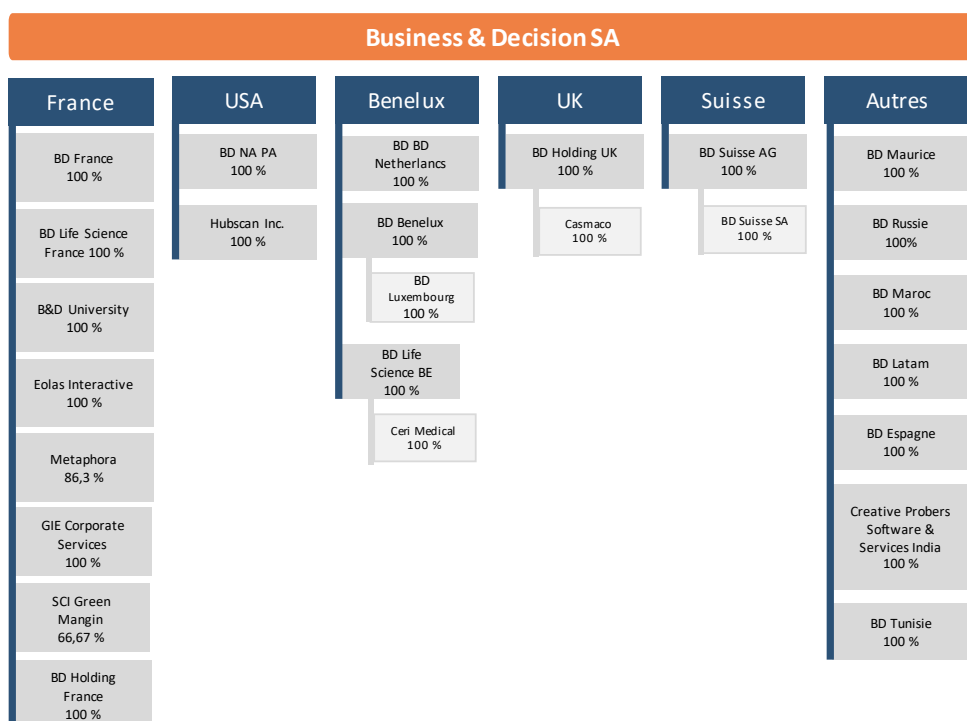 Business & Decision SA
France
BD France
100 %
BD Life Science
France 100 %
B&D University
100 %
Eolas Interactive
100 %
Metaphora
86,3 %
GIE Corporate
Services
100 %
SCI Green
Mangin
66,67 %
BD Holding
France
100 %
USA
BD NA PA
100 %
Hubscan Inc.
100 %
Benelux
BD BD
Netherlancs
100 %
BD Benelux
100 %
BD
Luxembourg
100 %
BD Life
Science BE
100 %
Ceri Medical
100 %
UK
BD Holding UK
100 %
Casmaco
100 %
Suisse
BD Suisse AG
100 %
BD Suisse SA
100 %
Autres
BD Maurice
100 %
BD Russie
100%
BD Maroc
100 %
BD Latam
100 %
BD Espagne
100 %
Creative Probers
Software &
Services India
100 %
BD Tunisie
100 %